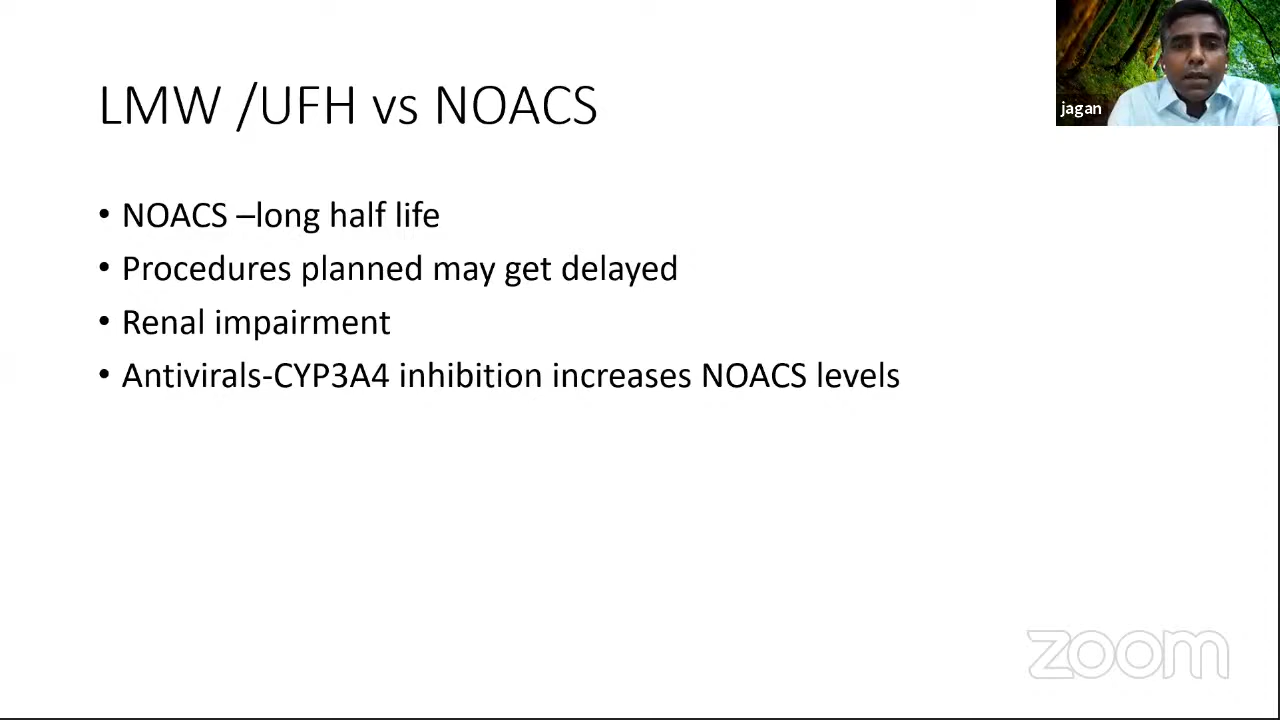 LMW /UFH vs NOACS
jagan
• NOACS –long half life
• Procedures planned may get delayed
• Renal impairment
• Antivirals-CYP3A4 inhibition increases NOACS levels
zoom